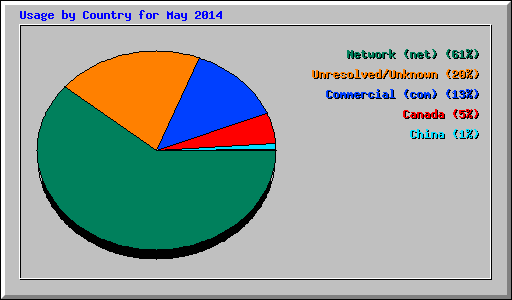 Usage by Country for May 2014
Network (net) (61%)
Unresolved/Unknown (20%)
Commercial (com) (13%)
Canada (5%)
China (1%)